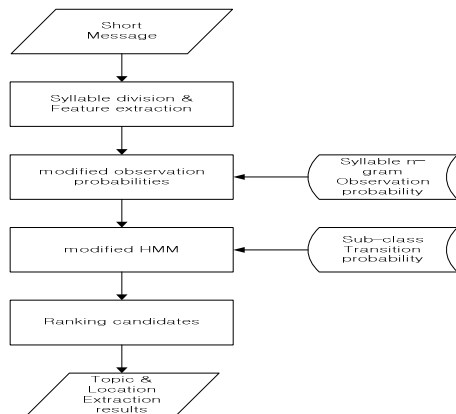 Short
Message
Syllable division &
Feature extraction
modified observation
probabilities
Syllable n-
gram
Observation
probability
modified HMM
Sub-class
Transition
probability
Ranking candidates
Topic &
Location
Extraction
results